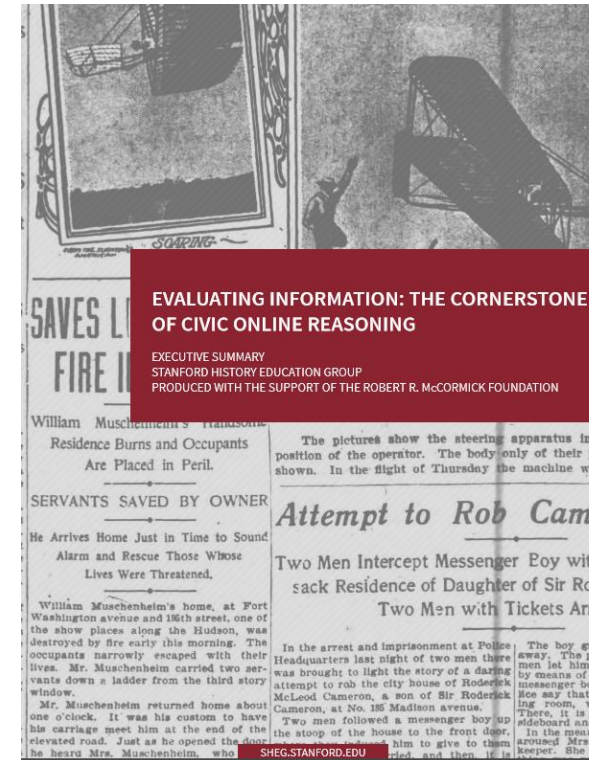 SOARING
EVALUATING INFORMATION: THE CORNERSTONE
OF CIVIC ONLINE REASONING
EXECUTIVE SUMMARY
STANFORD HISTORY EDUCATION GROUP
PRODUCED WITH THE SUPPORT OF THE ROBERT R. McCORMICK FOUNDATION
SAVES
FIRE
William Muschenheim's Handsome
Residence Burns and Occupants
Are Placed in Peril.
SERVANTS SAVED BY OWNER
He Arrives Home Just in Time to Sound
Alarm and Rescue Those Whose
Lives Were Threatened.
William Muschenheim's home, at Fort
Washington avenue and 186th street, one of
the show places along the Hudson, was
destroyed by fire early this morning. The
occupants narrowly escaped with their
lives. Mr. Muschenheim carried two ser-
vants down a ladder from the third story
window.
Mr. Muschenheim returned home about
one o'clock. It was his custom to have
his carriage meet him at the end of the
elevated road. Just as he opened the door
he heard Mrs. Muschenheim, who
The pictures show the steering apparatus in
position of the operator. The body only of their
shown. In the flight of Thursday the machine w
Attempt to Rob Cam
Two Men Intercept Messenger Boy wit
sack Residence of Daughter of Sir Ro
Two Men with Tickets Ar
In the arrest and imprisonment at Police
Headquarters last night of two men there
was brought to light the story of a daring
attempt to rob the city house of Roderick
McLeod Cameron, a son of Sir Roderick
Cameron, at No. 185 Madison avenue.
Two men followed a messenger boy up
the stoop of the house to the front door,
him to give to them
and then, it is
The boy g
away. The p
men let him
by means of
messenger bo
lice say that
ing room, w
There, it is
sideboard an
In the mean
aroused Mrs
keeper. She
SHEG.STANFORD.EDU